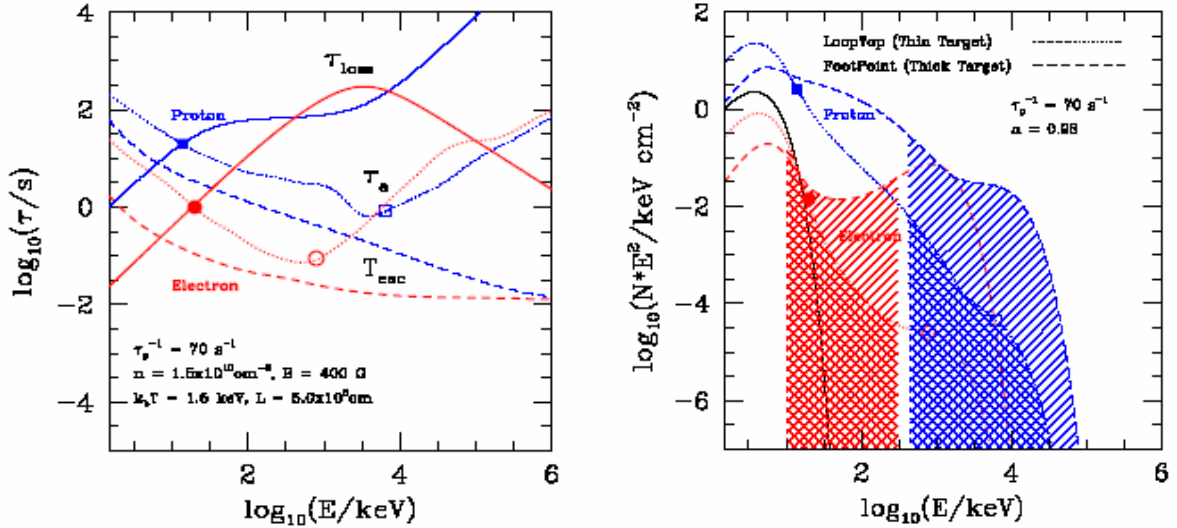 4
2
0
-2
-4
log₁₀(τ/s)
τ_loss
Proton
τ_a
T_esc
Electron
τ_p⁻¹ = 70 s⁻¹
n = 1.5x10¹⁰cm⁻³, B = 400 G
k_bT = 1.6 keV, L = 5.0x10⁸cm
2
4
6
log₁₀(E/keV)
2
0
-2
-4
-6
log₁₀(N*E²/keV cm⁻²)
LoopTop (Thin Target)
FootPoint (Thick Target)
τ_p⁻¹ = 70 s⁻¹
Proton
Electron
0
2
4
6
log₁₀(E/keV)